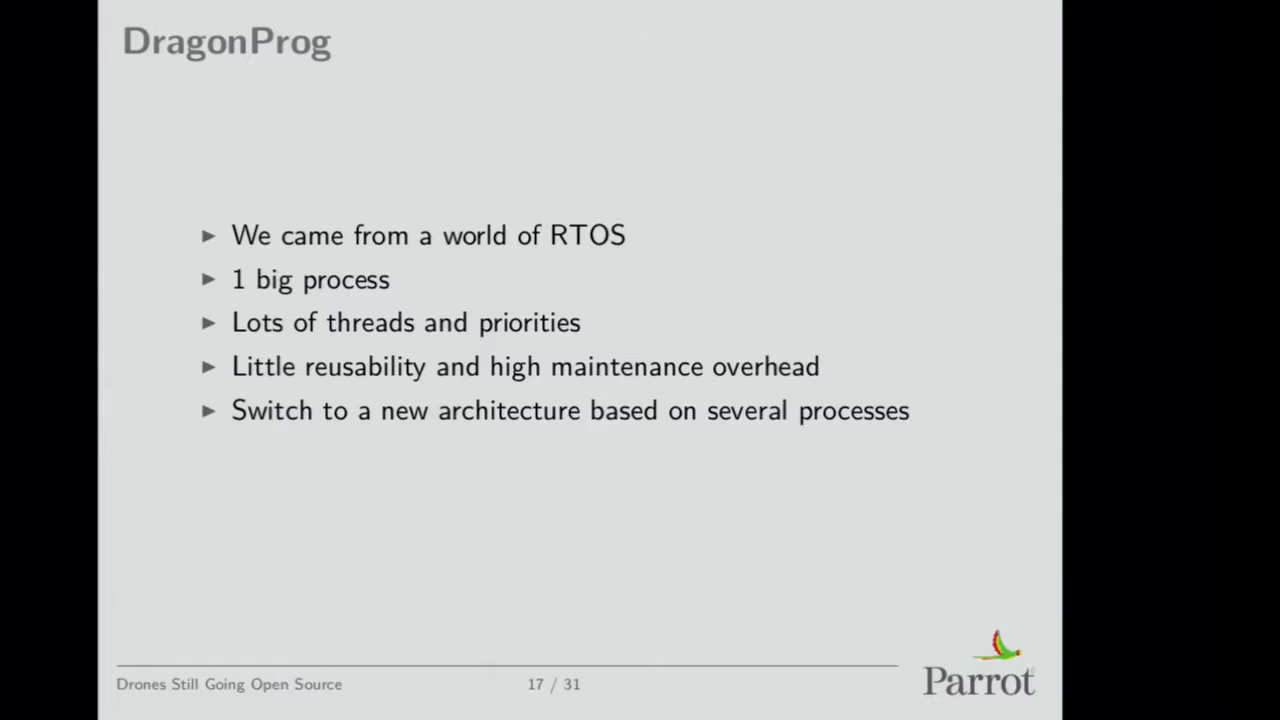 DragonProg
▶ We came from a world of RTOS
▶ 1 big process
▶ Lots of threads and priorities
▶ Little reusability and high maintenance overhead
▶ Switch to a new architecture based on several processes
Drones Still Going Open Source
17 / 31
Parrot